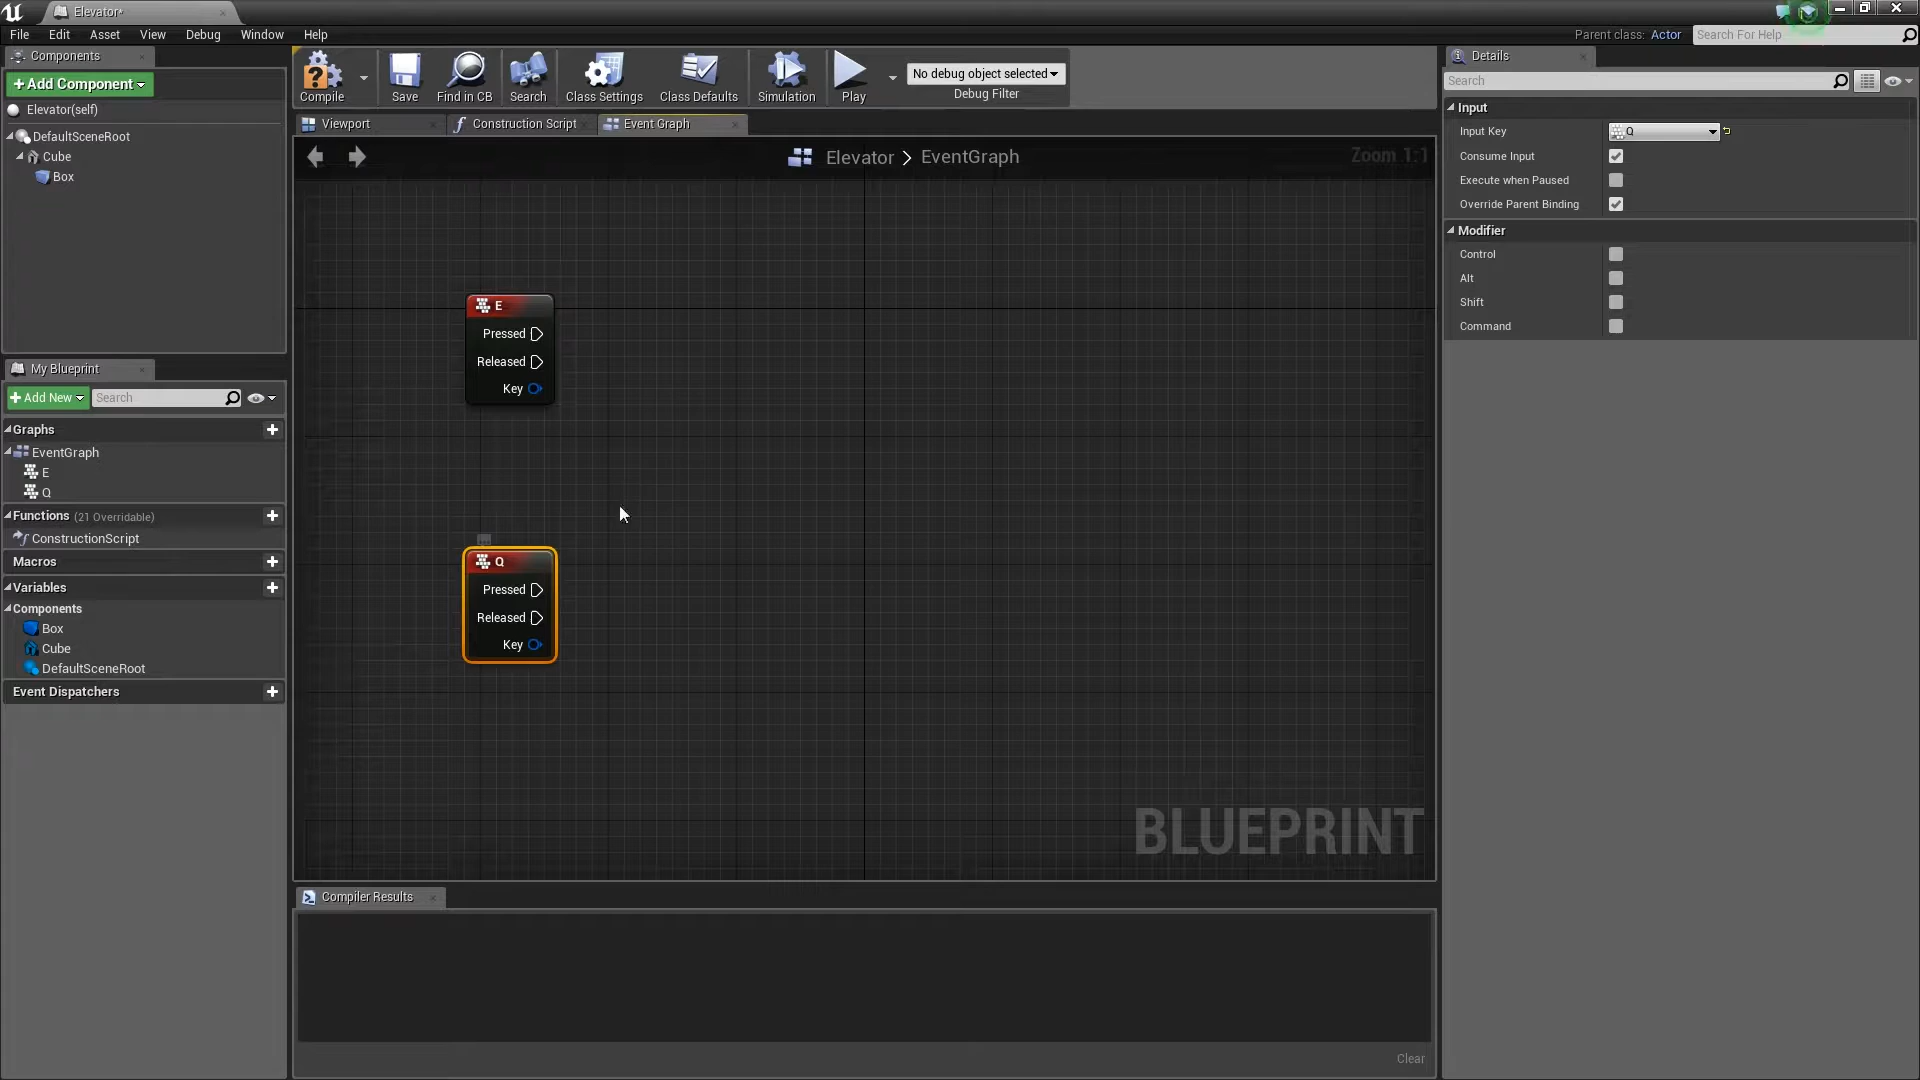 Elevator*
File Edit Asset View Debug Window Help
Parent class: Actor
Search For Help
Components
+Add Component
Elevator(self)
DefaultSceneRoot
Cube
Box
Compile
Save
Find in CB
Search
Class Settings
Class Defaults
Simulation
Play
No debug object selected
Debug Filter
Viewport
Construction Script
Event Graph
Elevator > EventGraph
Zoom 1:1
E
Pressed
Released
Key
Q
Pressed
Released
Key
BLUEPRINT
My Blueprint
+Add New
Search
Graphs
EventGraph
E
Q
Functions (21 Overridable)
ConstructionScript
Macros
Variables
Components
Box
Cube
DefaultSceneRoot
Event Dispatchers
Compiler Results
Clear
Details
Search
Input
Input Key
Q
Consume Input
Execute when Paused
Override Parent Binding
Modifier
Control
Alt
Shift
Command